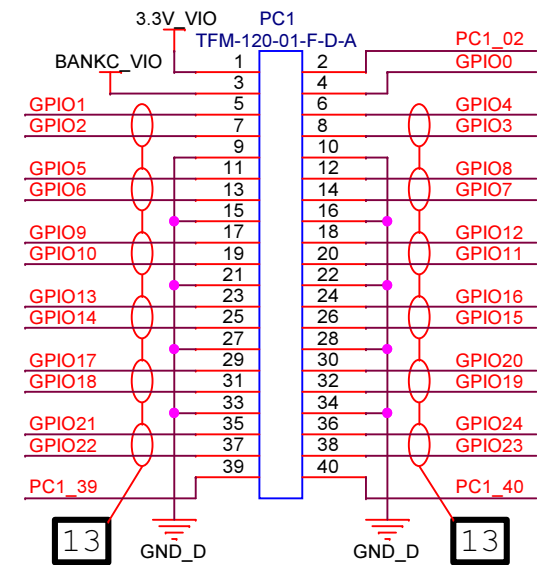 3.3V_VIO PC1
TFM-120-01-F-D-A
BANKC_VIO 1 2 PC1_02
3 4 GPIO0
GPIO1 5 6 GPIO4
GPIO2 7 8 GPIO3
9 10
GPIO5 11 12 GPIO8
GPIO6 13 14 GPIO7
15 16
GPIO9 17 18 GPIO12
GPIO10 19 20 GPIO11
21 22
GPIO13 23 24 GPIO16
GPIO14 25 26 GPIO15
27 28
GPIO17 29 30 GPIO20
GPIO18 31 32 GPIO19
33 34
GPIO21 35 36 GPIO24
GPIO22 37 38 GPIO23
39 40
PC1_39 PC1_40
13 GND_D GND_D 13